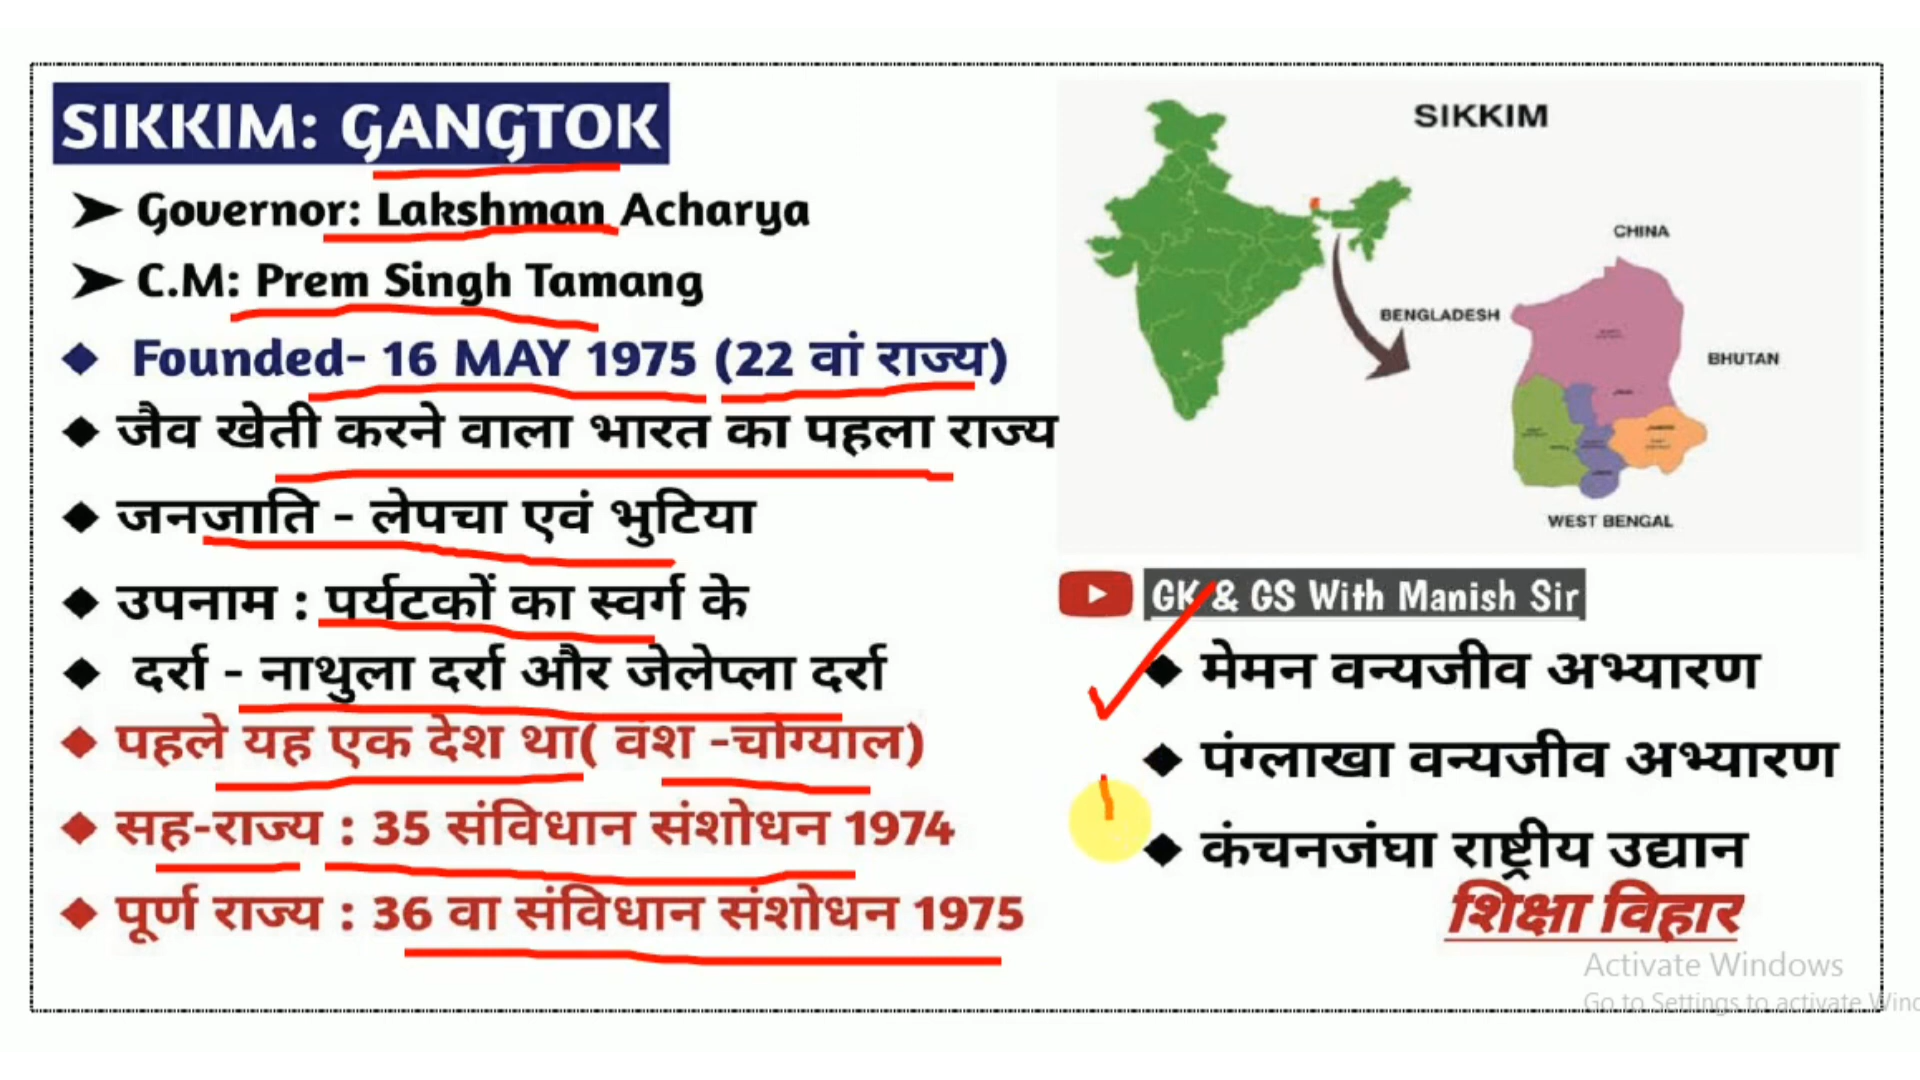 SIKKIM: GANGTOK
➤ Governor: Lakshman Acharya
➤ C.M: Prem Singh Tamang
◆ Founded- 16 MAY 1975 (22 वां राज्य)
◆ जैव खेती करने वाला भारत का पहला राज्य
◆ जनजाति - लेपचा एवं भुटिया
◆ उपनाम : पर्यटकों का स्वर्ग के
◆ दर्रा - नाथुला दर्रा और जेलेप्ला दर्रा
◆ पहले यह एक देश था( वंश -चोग्याल)
◆ सह-राज्य : 35 संविधान संशोधन 1974
◆ पूर्ण राज्य : 36 वा संविधान संशोधन 1975
SIKKIM
CHINA
BENGLADESH
BHUTAN
WEST BENGAL
GK & GS With Manish Sir
◆ मेमन वन्यजीव अभ्यारण
◆ पंग्लाखा वन्यजीव अभ्यारण
◆ कंचनजंघा राष्ट्रीय उद्यान
शिक्षा विहार
Activate Windows
Go to Settings to activate Winc